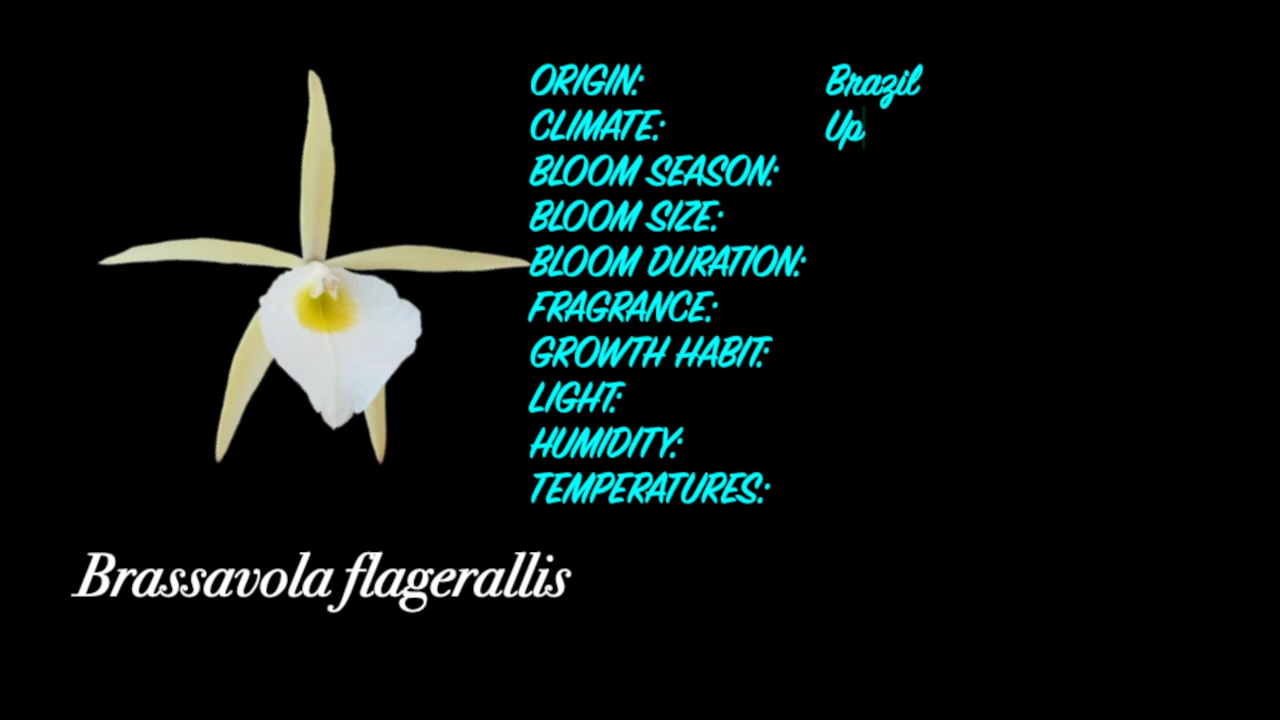 ORIGIN: Brazil
CLIMATE: Up
BLOOM SEASON:
BLOOM SIZE:
BLOOM DURATION:
FRAGRANCE:
GROWTH HABIT:
LIGHT:
HUMIDITY:
TEMPERATURES:
Brassavola flagerallis